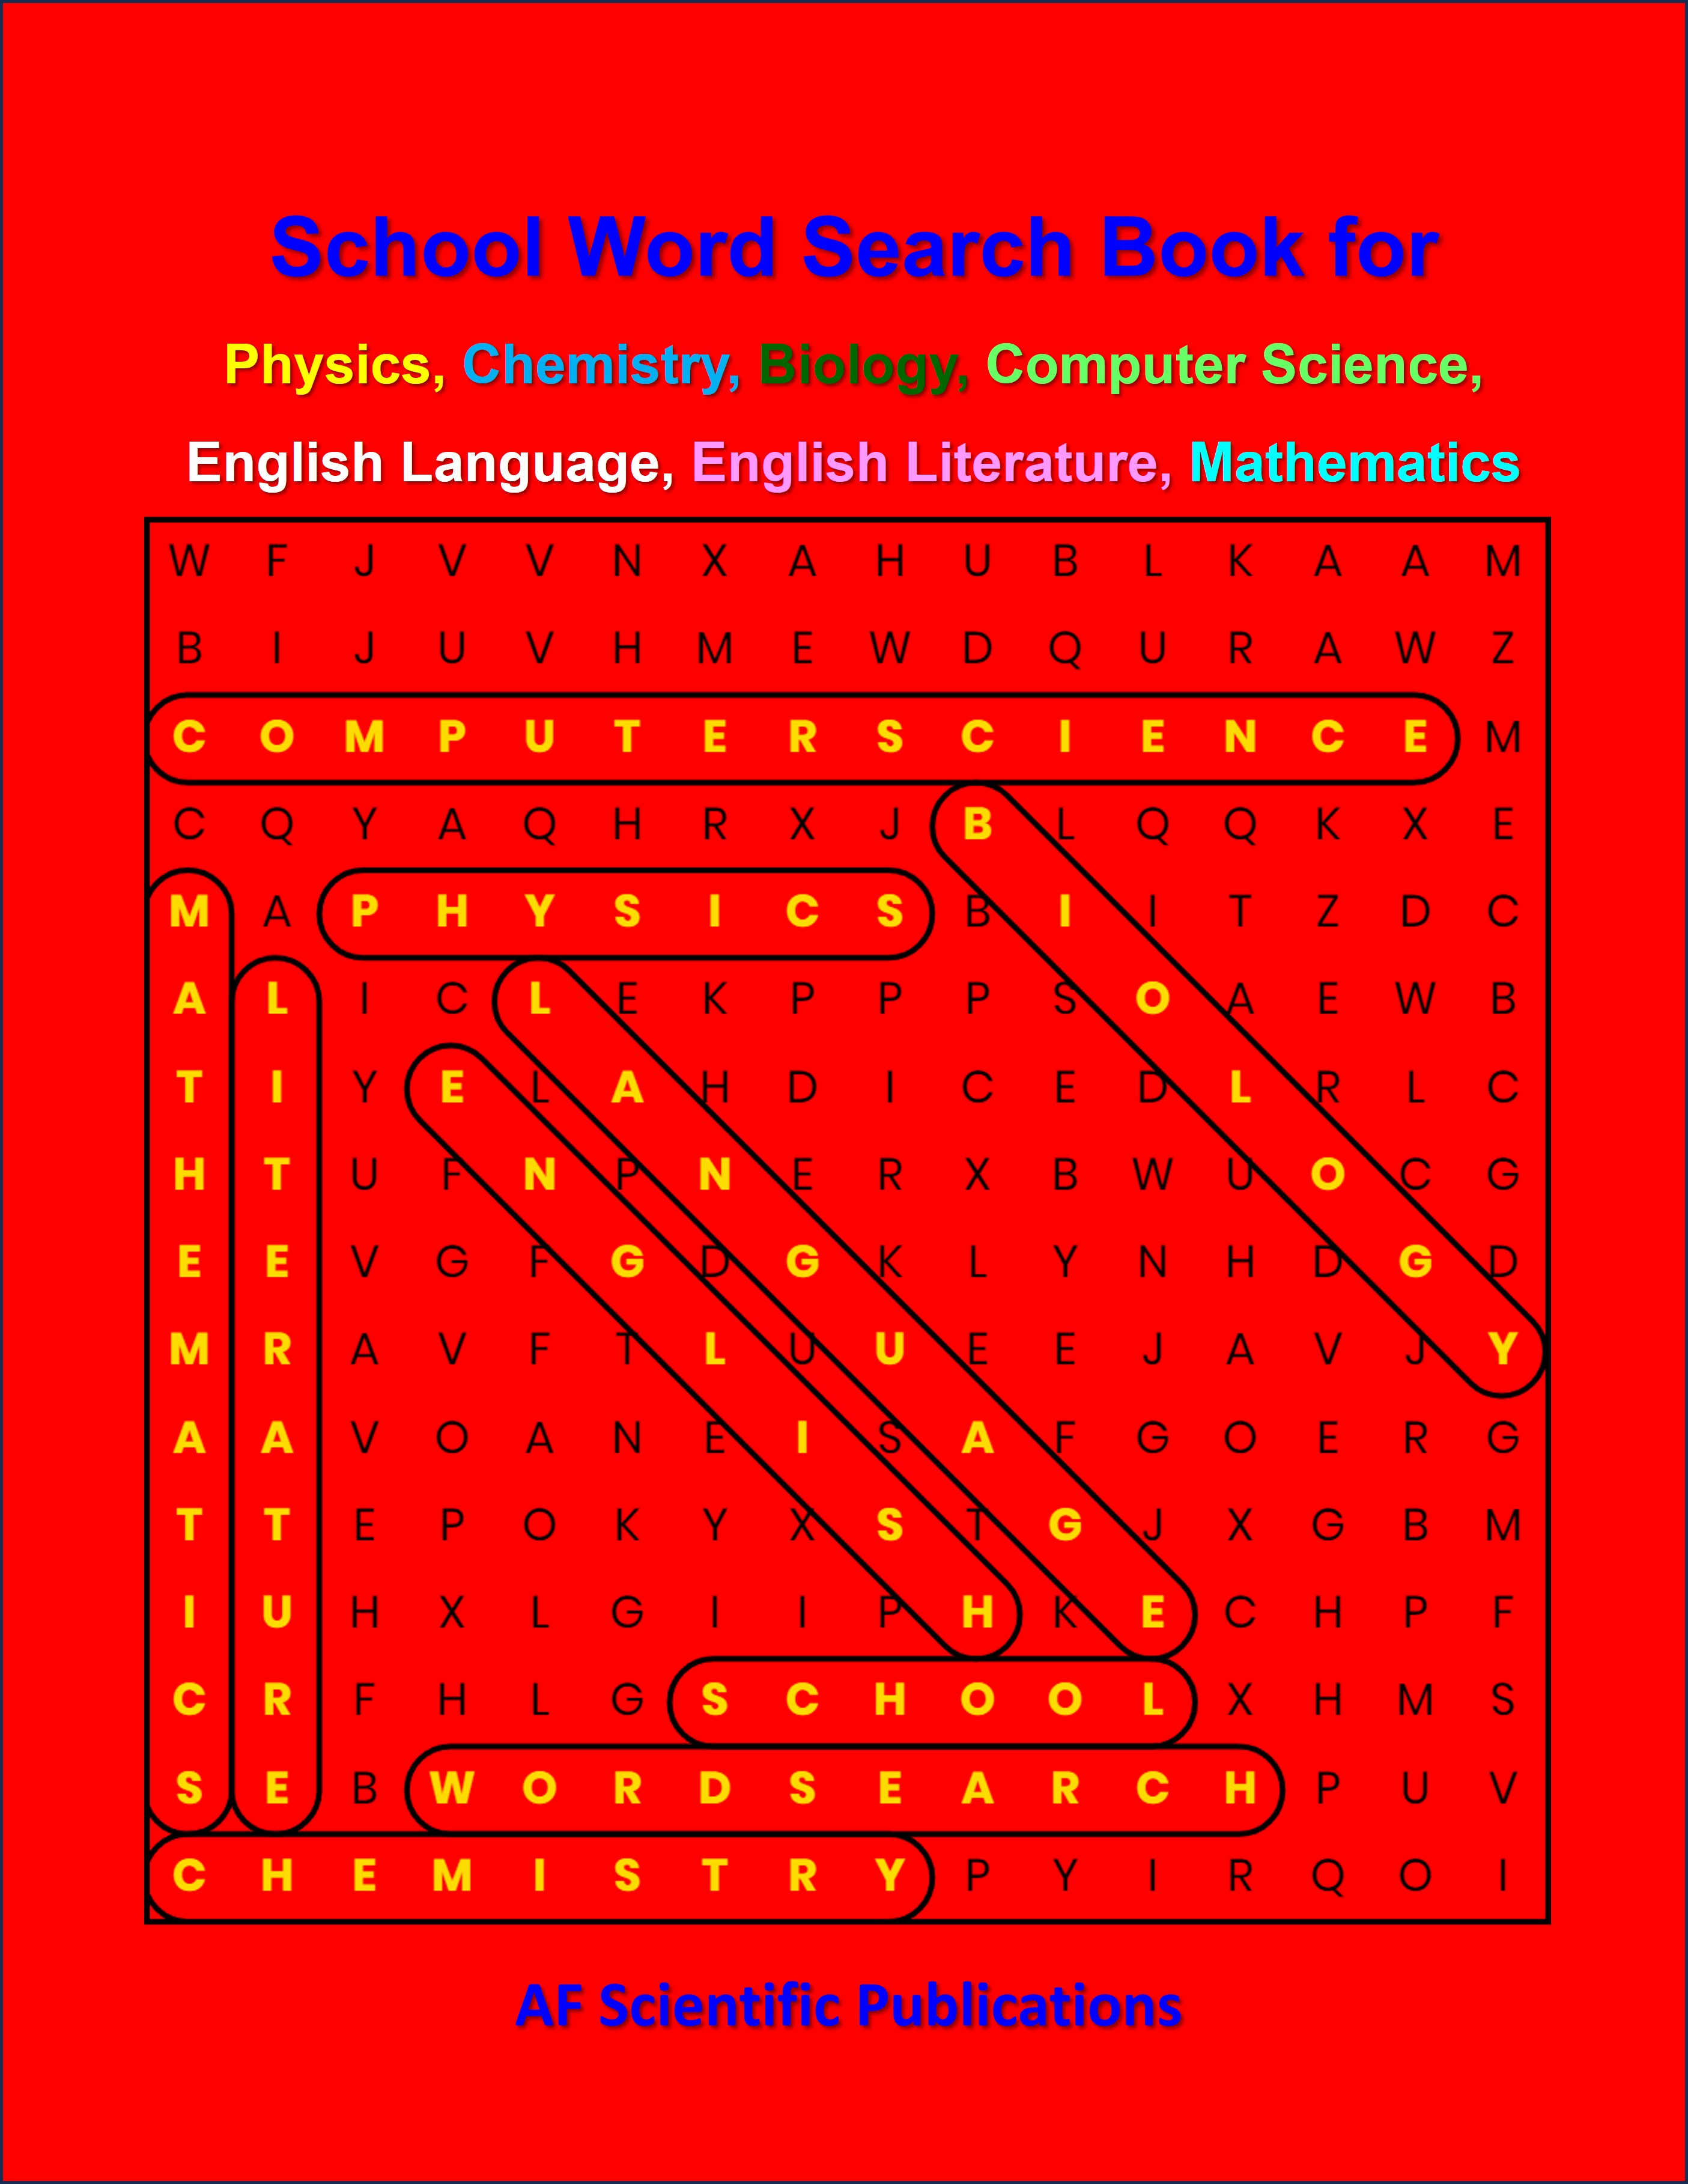 School Word Search Book for
Physics, Chemistry, Biology, Computer Science,
English Language, English Literature, Mathematics
W F J V V N X A H U B L K A A M
B I J U V H M E W D Q U R A W Z
C O M P U T E R S C I E N C E M
C Q Y A Q H R X J B L Q Q K X E
M A P H Y S I C S B I I T Z D C
A L I C L E K P P P S O A E W B
T I Y E L A H D I C E D L R L C
H T U F N P N E R X B W U O C G
E E V G F G D G K L Y N H D G D
M R A V F T L U U E E J A V J Y
A A V O A N E I S A F G O E R G
T T E P O K Y X S T G J X G B M
I U H X L G I I P H K E C H P F
C R F H L G S C H O O L X H M S
S E B W O R D S E A R C H P U V
C H E M I S T R Y P Y I R Q O I
AF Scientific Publications